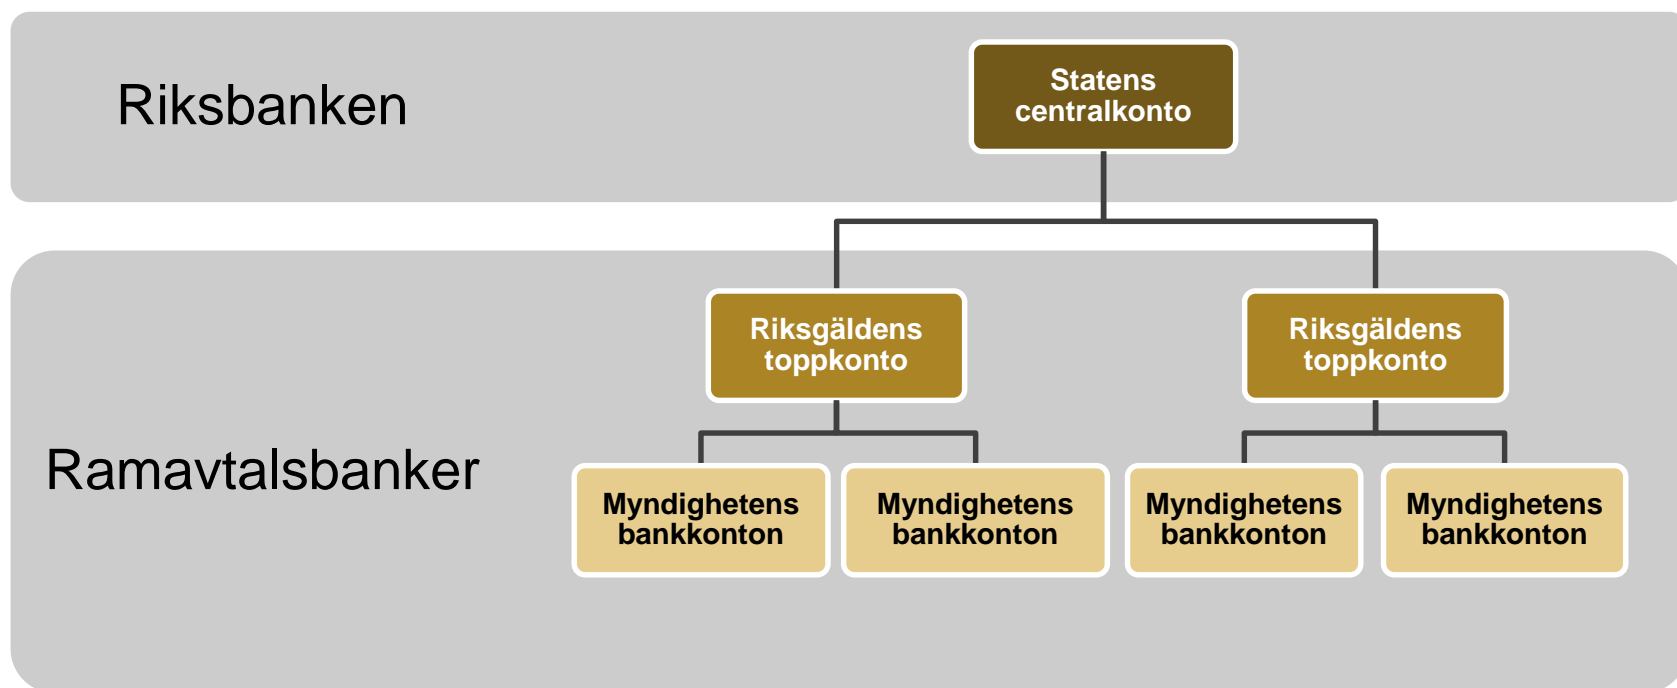 Riksbanken
Statens
centralkonto
Riksgäldens
toppkonto
Riksgäldens
toppkonto
Ramavtalsbanker
Myndighetens
bankkonton
Myndighetens
bankkonton
Myndighetens
bankkonton
Myndighetens
bankkonton